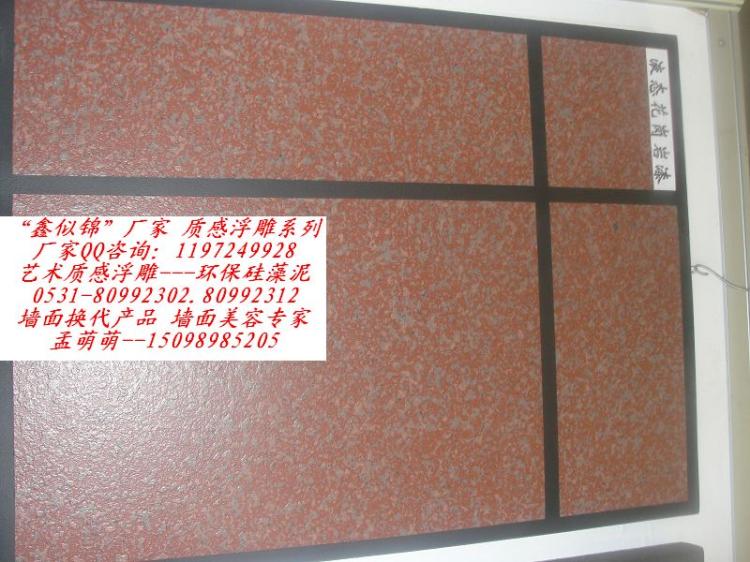 液态花岗岩漆
“鑫似锦”厂家 质感浮雕系列
厂家QQ咨询: 1197249928
艺术质感浮雕---环保硅藻泥
0531-80992302.80992312
墙面换代产品 墙面美容专家
孟萌萌--15098985205